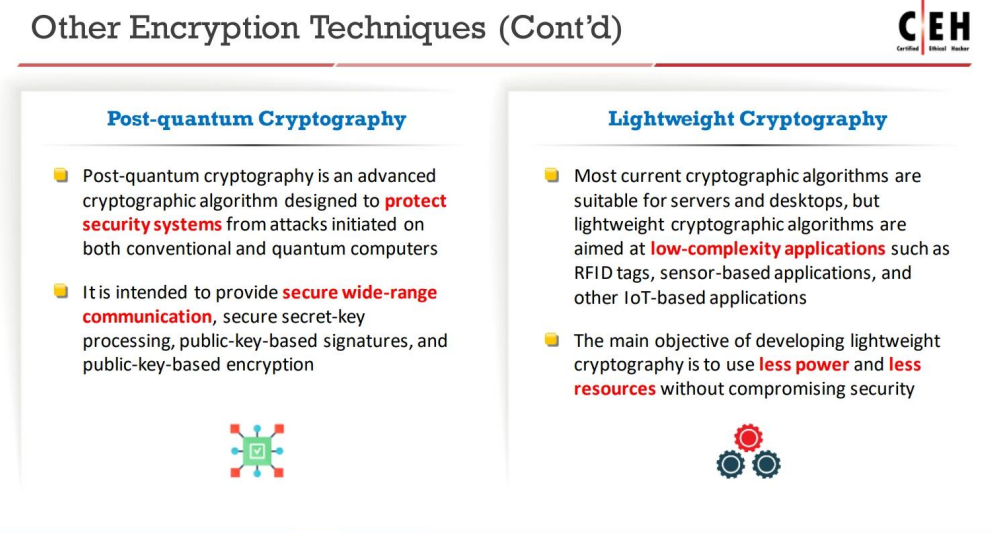 Other Encryption Techniques (Cont'd)
C|EH
Certified Ethical Hacker
Post-quantum Cryptography
Post-quantum cryptography is an advanced
cryptographic algorithm designed to protect
security systems from attacks initiated on
both conventional and quantum computers
It is intended to provide secure wide-range
communication, secure secret-key
processing, public-key-based signatures, and
public-key-based encryption
Lightweight Cryptography
Most current cryptographic algorithms are
suitable for servers and desktops, but
lightweight cryptographic algorithms are
aimed at low-complexity applications such as
RFID tags, sensor-based applications, and
other IoT-based applications
The main objective of developing lightweight
cryptography is to use less power and less
resources without compromising security